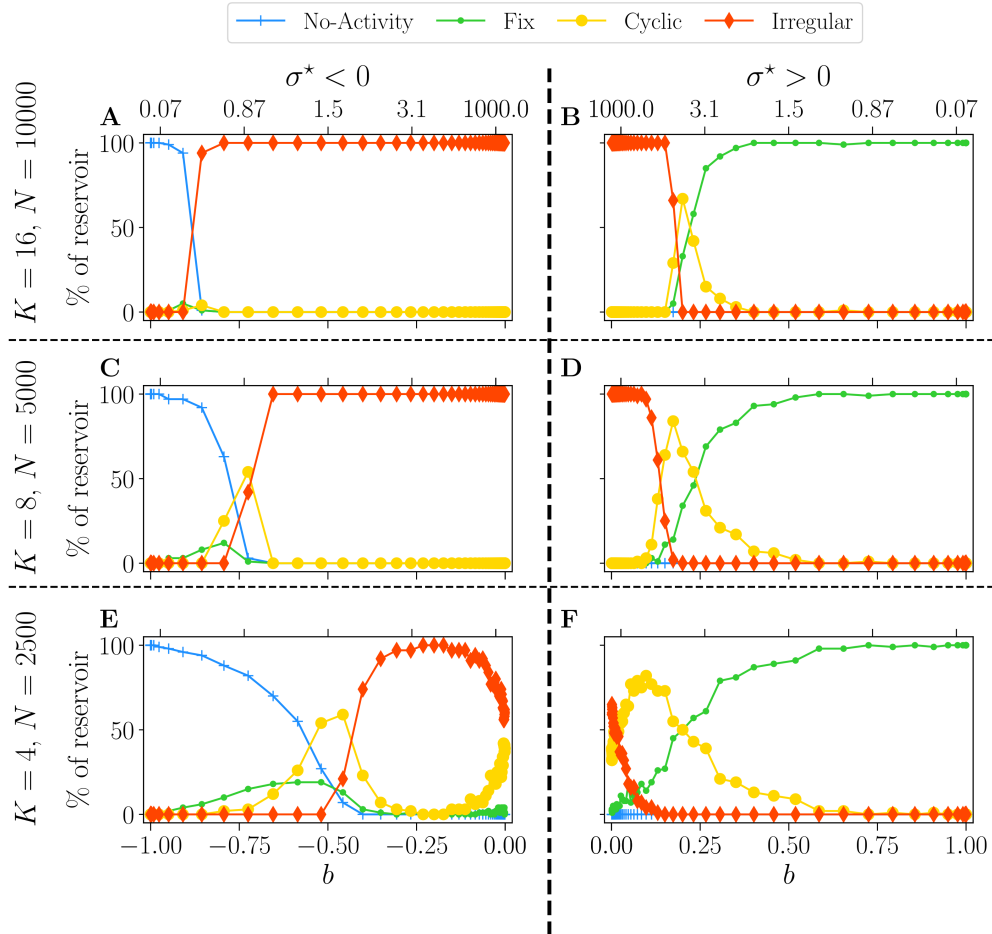 No-Activity Fix Cyclic Irregular
σ* < 0 σ* > 0
0.07 0.87 1.5 3.1 1000.0 1000.0 3.1 1.5 0.87 0.07
A B
K = 16, N = 10000
% of reservoir
100
50
0
C D
K = 8, N = 5000
% of reservoir
100
50
0
E F
K = 4, N = 2500
% of reservoir
100
50
0
−1.00 −0.75 −0.50 −0.25 0.00 0.00 0.25 0.50 0.75 1.00
b b